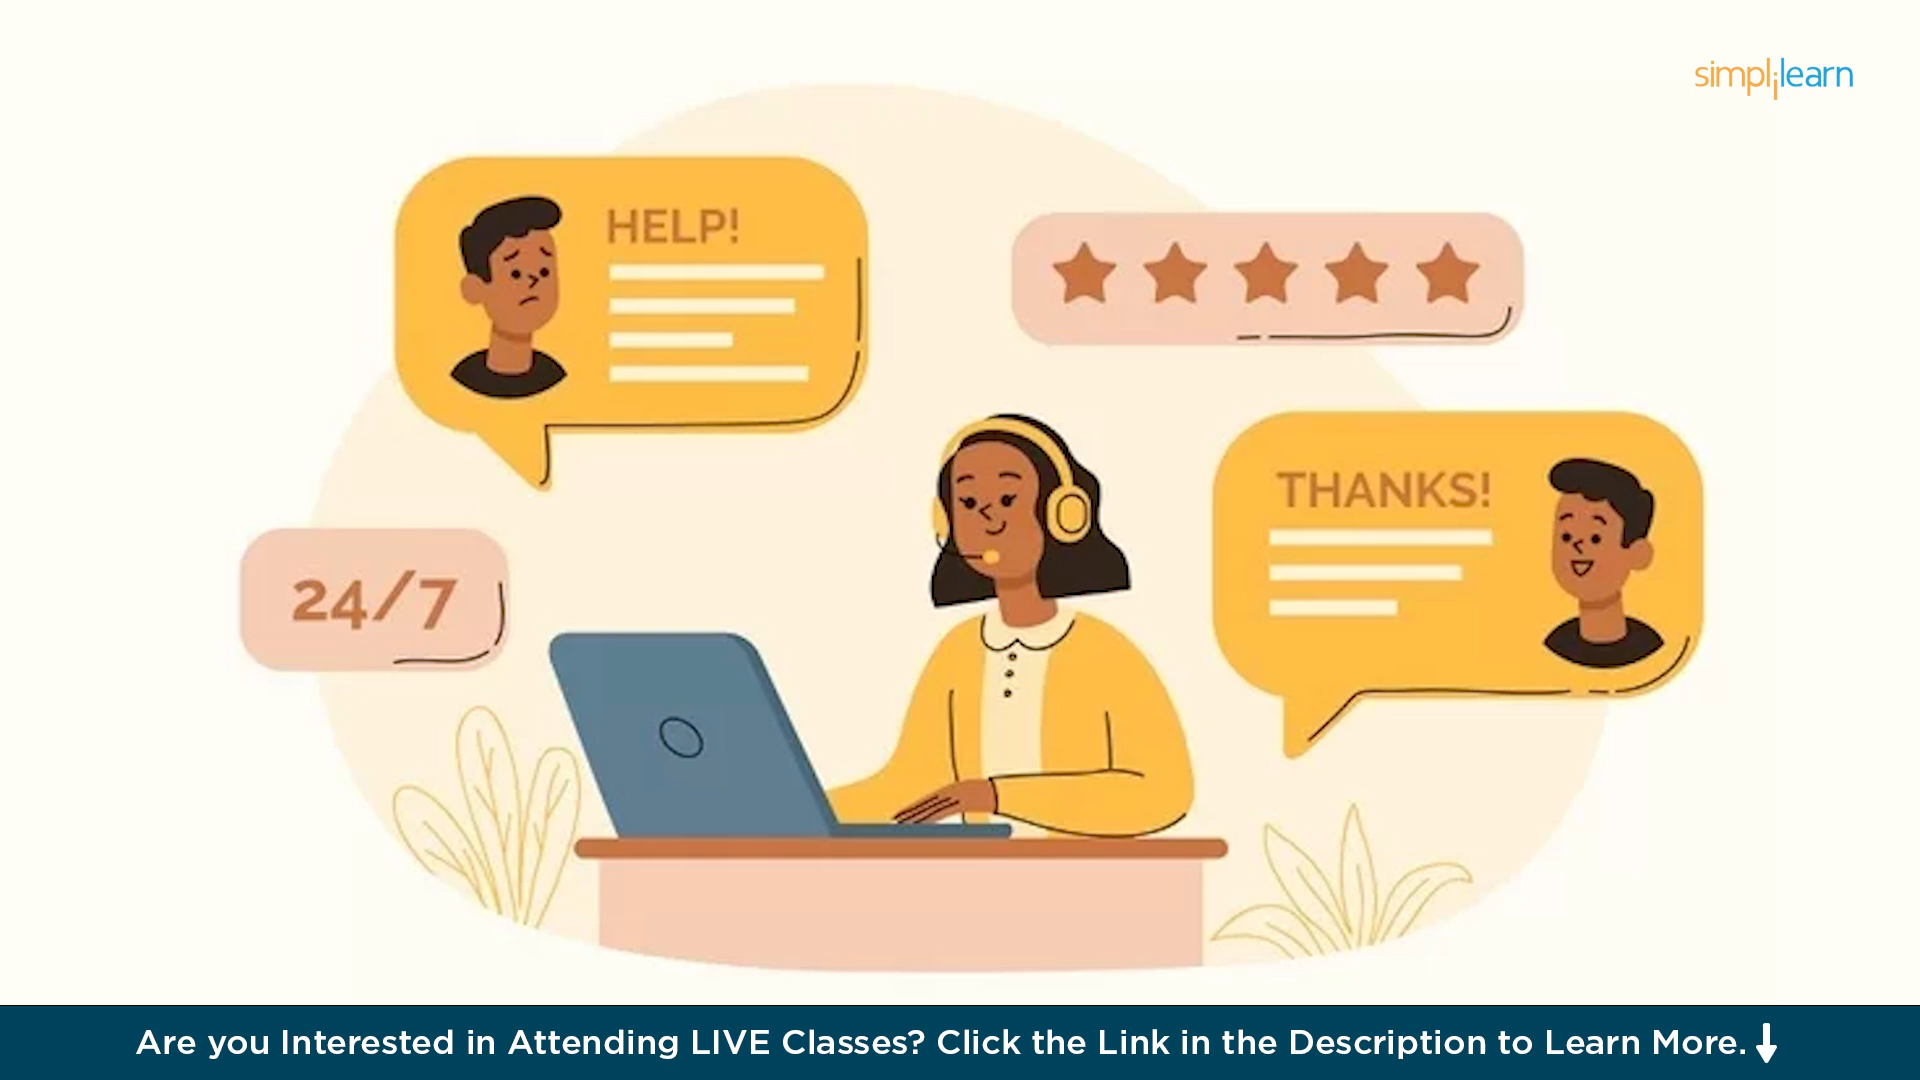 simplilearn
HELP!
THANKS!
24/7
Are you Interested in Attending LIVE Classes? Click the Link in the Description to Learn More.